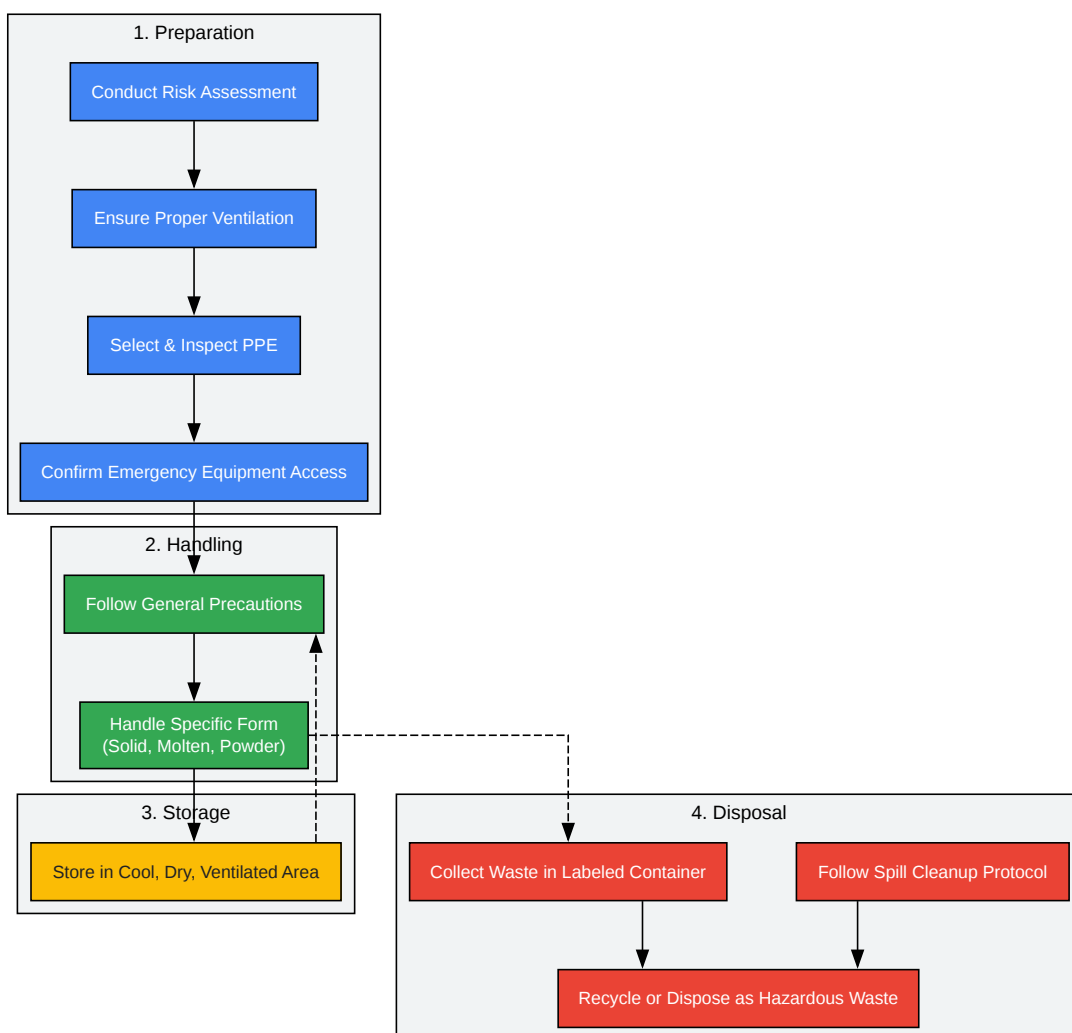 1. Preparation
Conduct Risk Assessment
Ensure Proper Ventilation
Select & Inspect PPE
Confirm Emergency Equipment Access
2. Handling
Follow General Precautions
Handle Specific Form
(Solid, Molten, Powder)
3. Storage
Store in Cool, Dry, Ventilated Area
4. Disposal
Collect Waste in Labeled Container
Follow Spill Cleanup Protocol
Recycle or Dispose as Hazardous Waste